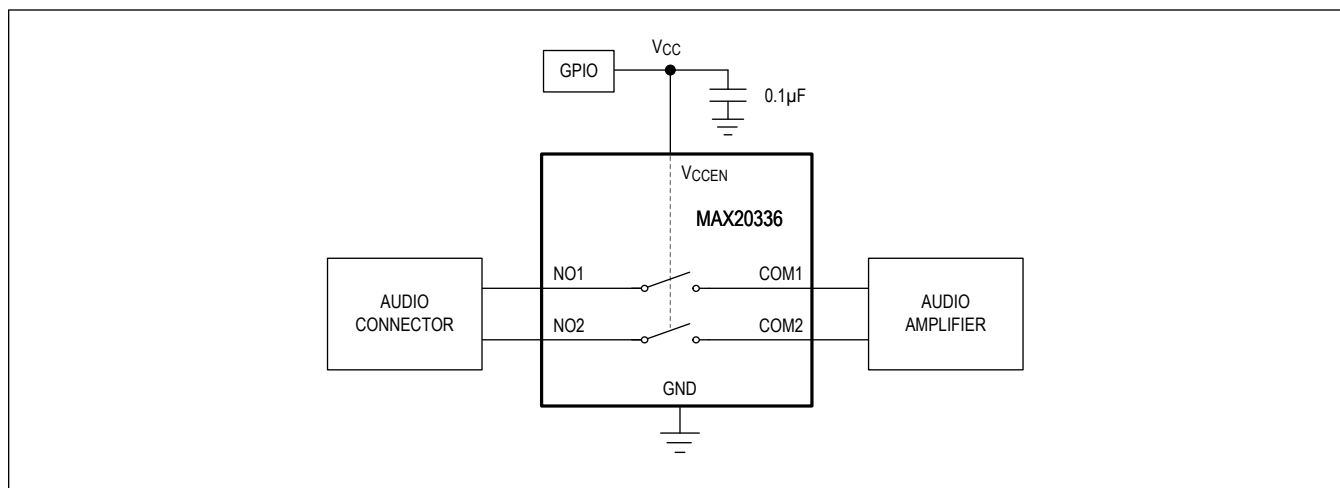 VCC
GPIO
0.1µF
VCCEN
MAX20336
NO1
COM1
AUDIO
CONNECTOR
AUDIO
AMPLIFIER
NO2
COM2
GND